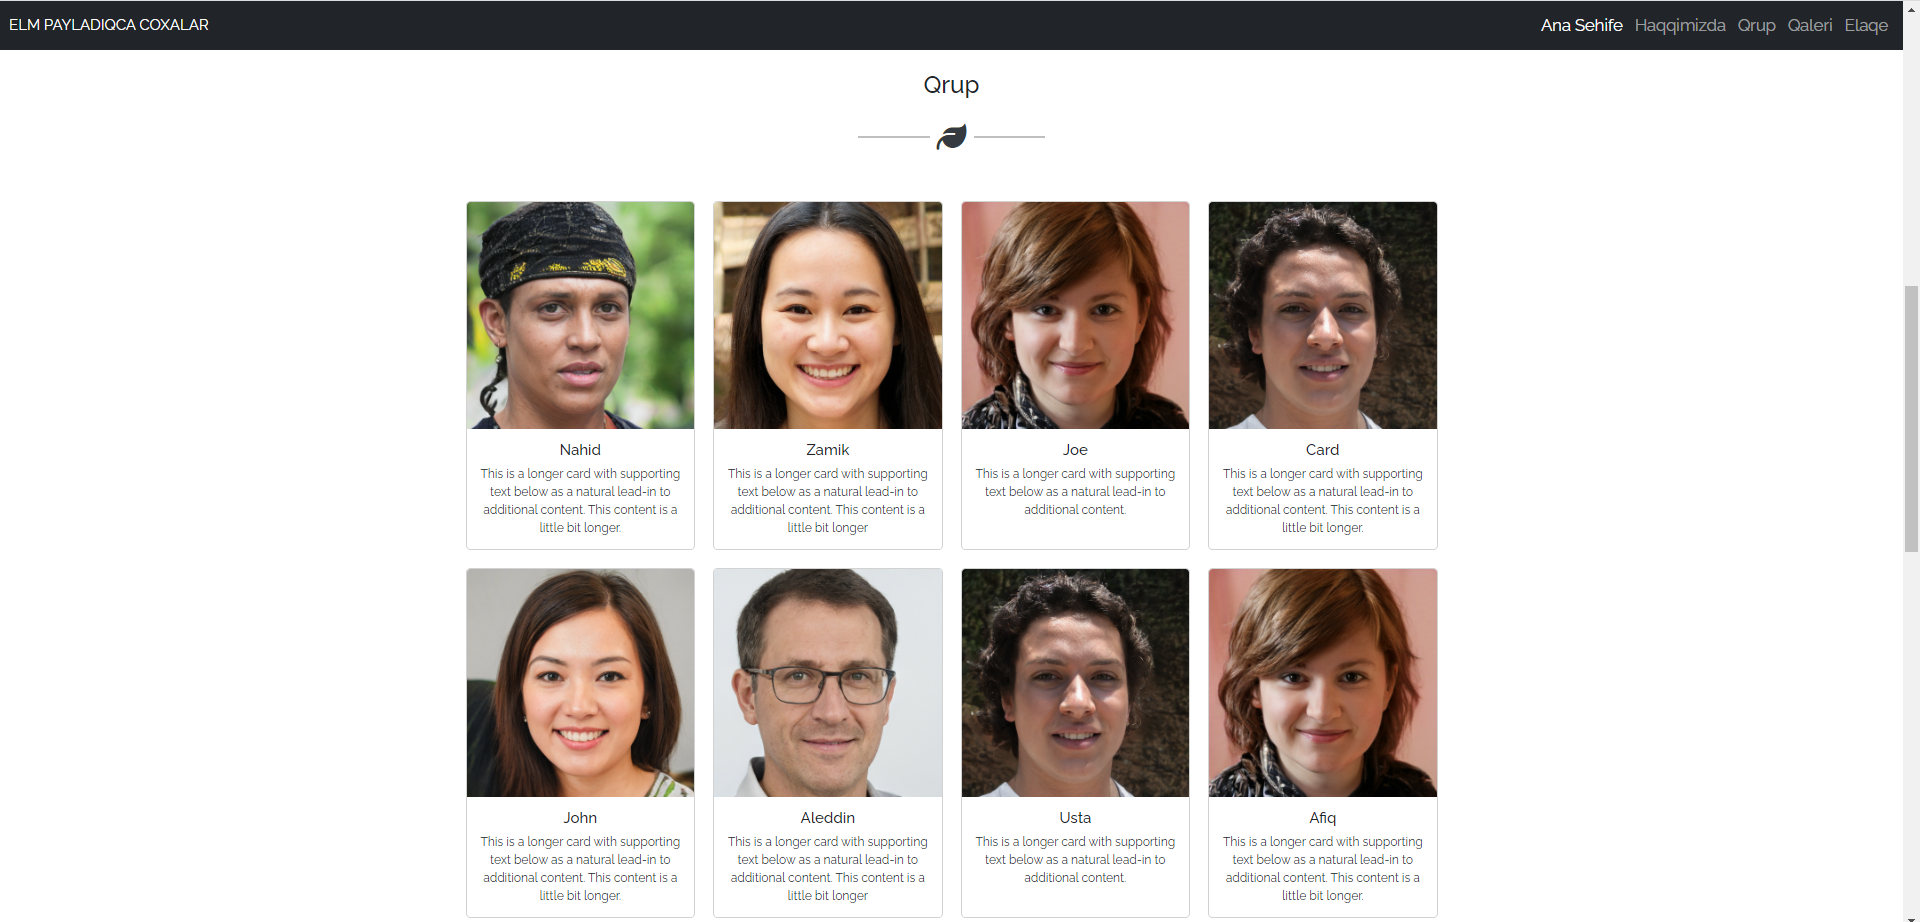 ELM PAYLADIQCA COXALAR
Ana Sehife Haqqimizda Qrup Qaleri Elaqe
Qrup
Nahid
This is a longer card with supporting
text below as a natural lead-in to
additional content. This content is a
little bit longer.
Zamik
This is a longer card with supporting
text below as a natural lead-in to
additional content. This content is a
little bit longer
Joe
This is a longer card with supporting
text below as a natural lead-in to
additional content.
Card
This is a longer card with supporting
text below as a natural lead-in to
additional content. This content is a
little bit longer.
John
This is a longer card with supporting
text below as a natural lead-in to
additional content. This content is a
little bit longer.
Aleddin
This is a longer card with supporting
text below as a natural lead-in to
additional content. This content is a
little bit longer
Usta
This is a longer card with supporting
text below as a natural lead-in to
additional content.
Afiq
This is a longer card with supporting
text below as a natural lead-in to
additional content. This content is a
little bit longer.